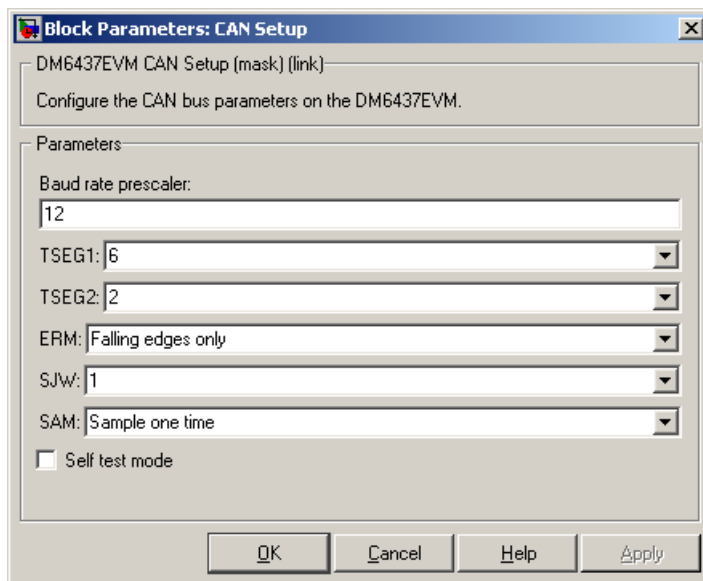 Block Parameters: CAN Setup
DM6437EVM CAN Setup (mask) (link)
Configure the CAN bus parameters on the DM6437EVM.
Parameters
Baud rate prescaler:
12
TSEG1: 6
TSEG2: 2
ERM: Falling edges only
SJW: 1
SAM: Sample one time
Self test mode
OK Cancel Help Apply